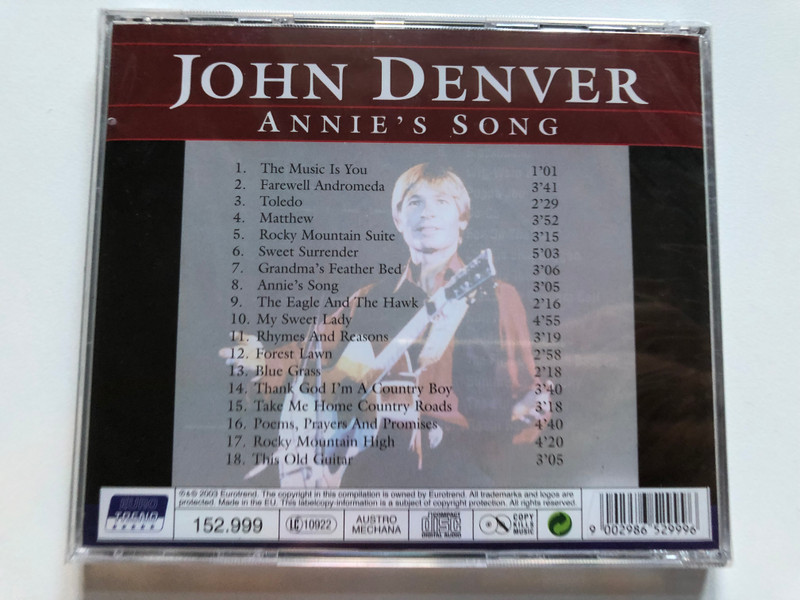 JOHN DENVER
ANNIE'S SONG
1. The Music Is You 1'01
2. Farewell Andromeda 3'41
3. Toledo 2'29
4. Matthew 3'52
5. Rocky Mountain Suite 3'15
6. Sweet Surrender 5'03
7. Grandma's Feather Bed 3'06
8. Annie's Song 3'05
9. The Eagle And The Hawk 2'16
10. My Sweet Lady 4'55
11. Rhymes And Reasons 3'19
12. Forest Lawn 2'58
13. Blue Grass 2'18
14. Thank God I'm A Country Boy 3'40
15. Take Me Home Country Roads 3'18
16. Poems, Prayers And Promises 4'40
17. Rocky Mountain High 4'20
18. This Old Guitar 3'05
EURO TREND
℗&© 2003 Eurotrend. The copyright in this compilation is owned by Eurotrend. All trademarks and logos are
protected. Made in the EU. This labelcopy-information is a subject of copyright protection. All rights reserved.
152.999
LC 10922
AUSTRO
MECHANA
COMPACT
disc
DIGITAL AUDIO
COPY
KILLS
MUSIC
9 002986 529996